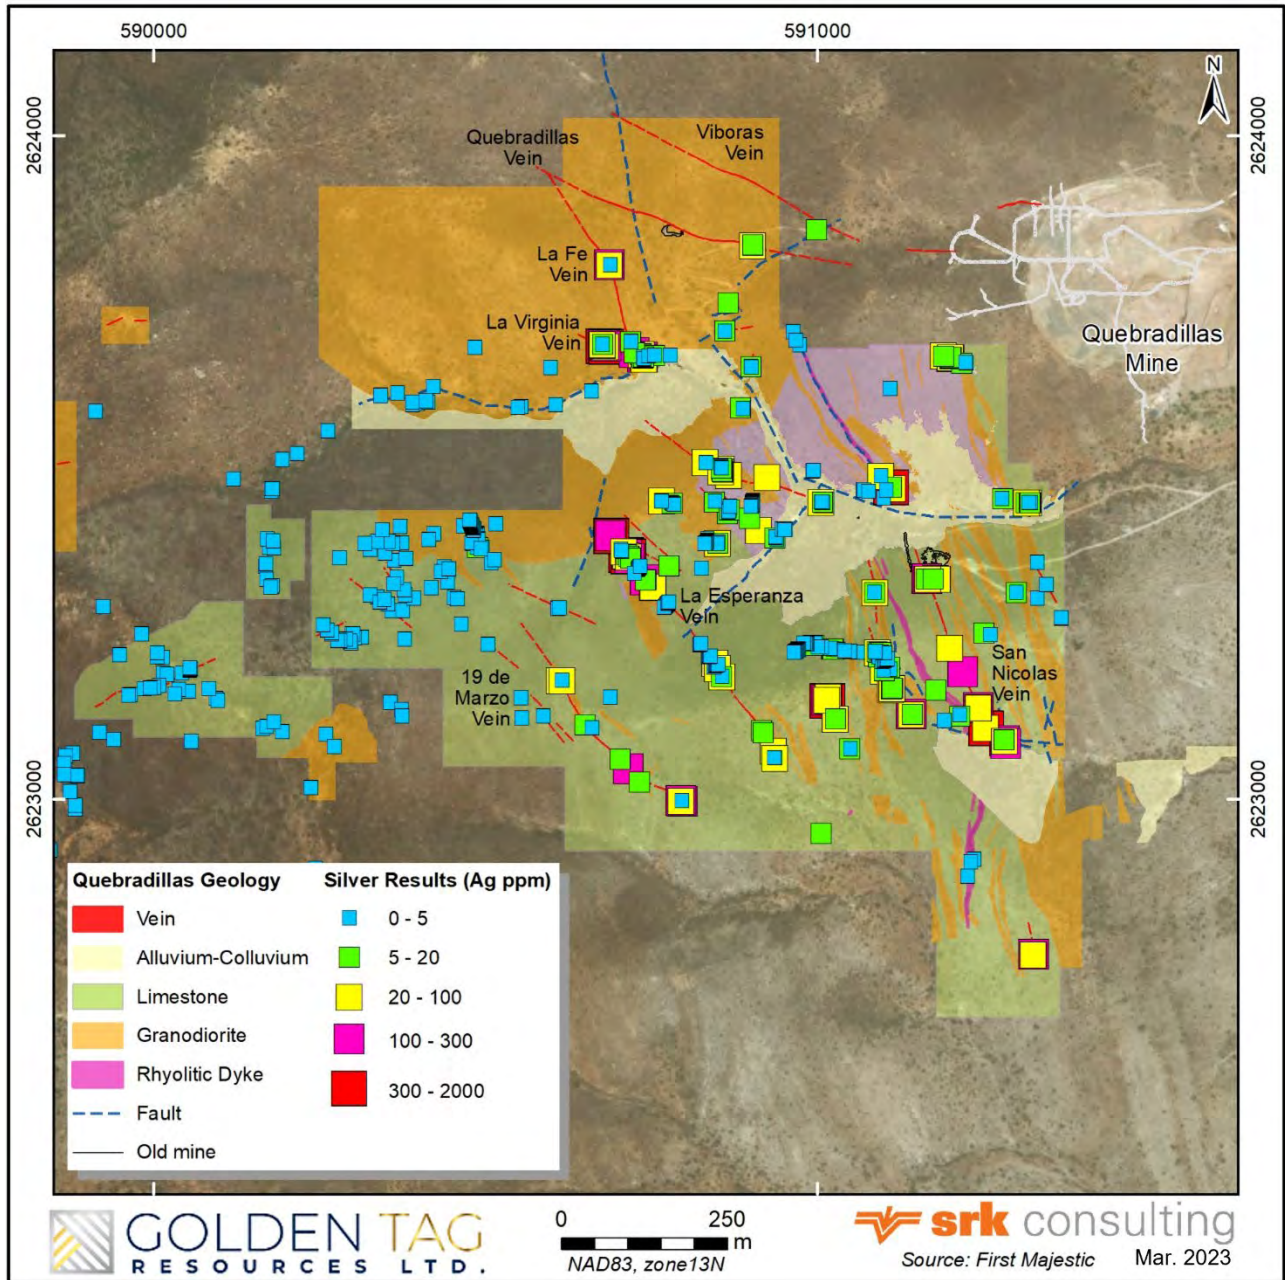 590000
591000
N
2624000
2624000
Quebradillas
Vein
Viboras
Vein
La Fe
Vein
La Virginia
Vein
Quebradillas
Mine
La Esperanza
Vein
19 de
Marzo
Vein
San
Nicolas
Vein
2623000
2623000
Quebradillas Geology
Vein
Alluvium-Colluvium
Limestone
Granodiorite
Rhyolitic Dyke
Fault
Old mine
Silver Results (Ag ppm)
0 - 5
5 - 20
20 - 100
100 - 300
300 - 2000
GOLDEN TAG
RESOURCES LTD.
0 250
m
NAD83, zone13N
srk consulting
Source: First Majestic Mar. 2023